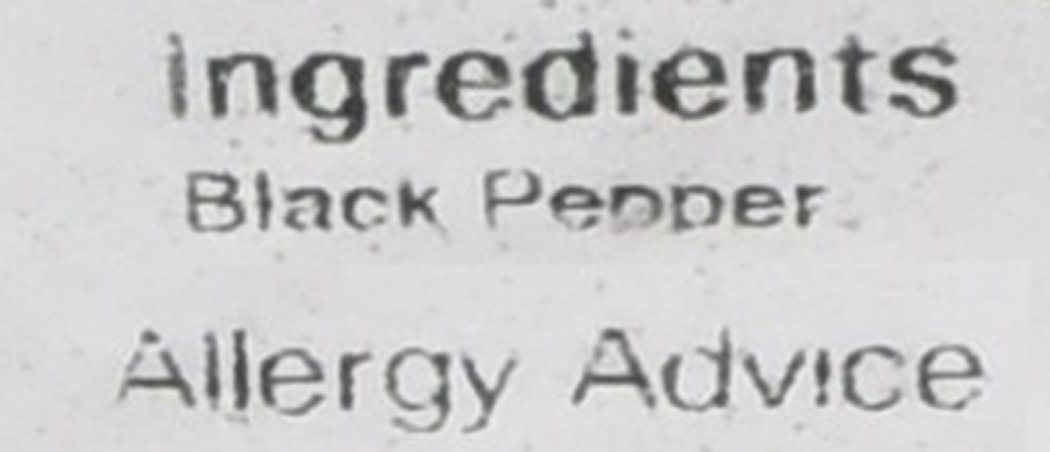 Ingredients
Black Pepper
Allergy Advice